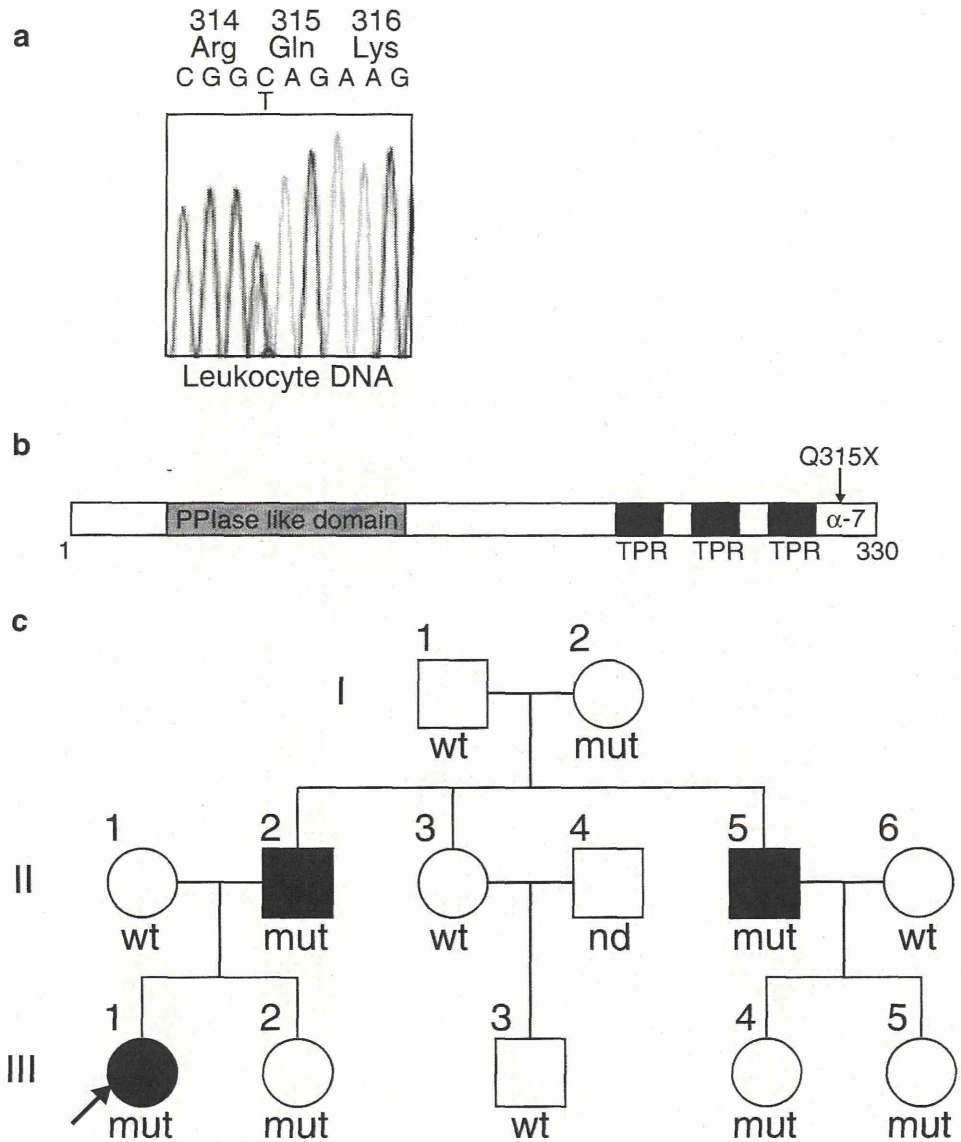 a
314 315 316
Arg Gln Lys
C G G C A G A A G
T
Leukocyte DNA
b
Q315X
PPIase like domain
α-7
1 TPR TPR TPR 330
c
1 2
I
wt mut
1 2 3 4 5 6
II
wt mut wt nd mut wt
1 2 3 4 5
III
mut mut wt mut mut